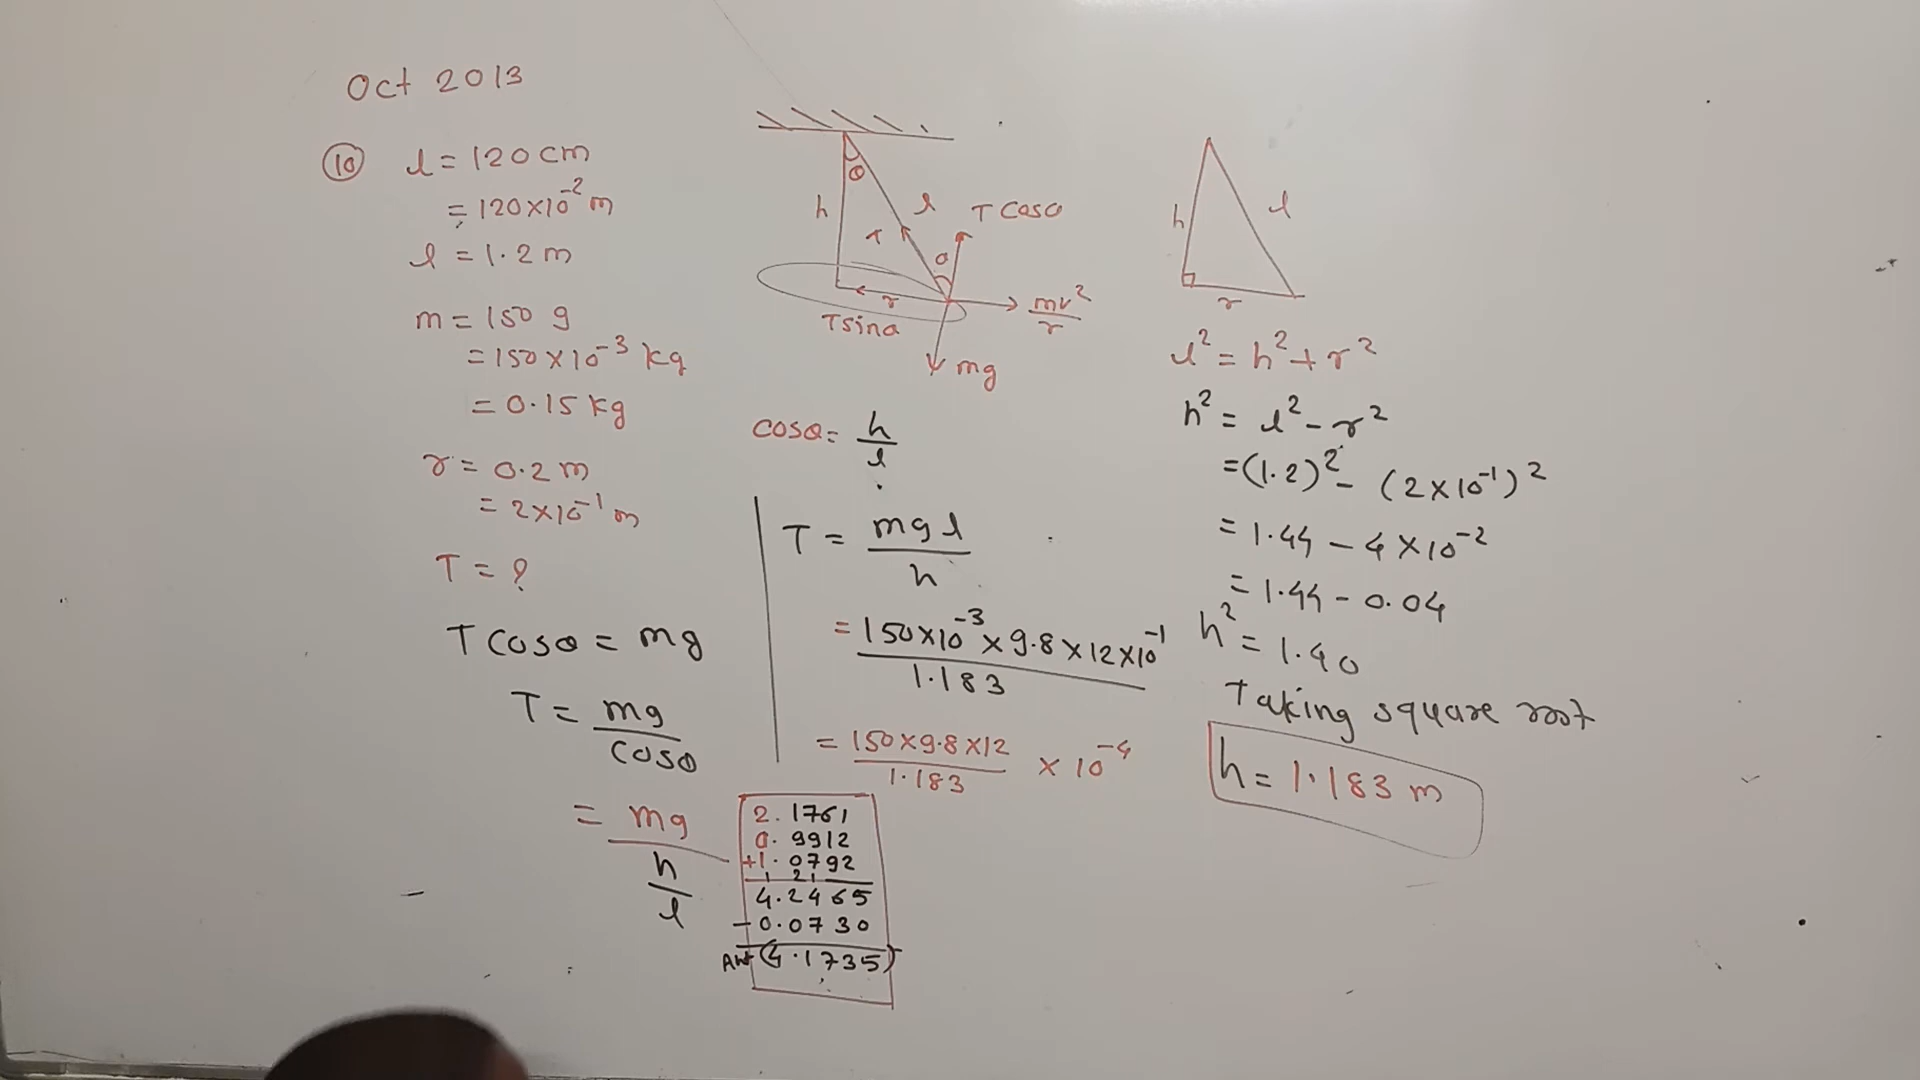 Oct 2013
10 l = 120 cm
= 120×10⁻² m
l = 1.2 m
m = 150 g
= 150×10⁻³ kg
= 0.15 kg
r = 0.2 m
= 2×10⁻¹ m
T = ?
T cosθ = mg
T = mg / cosθ
= mg / h/l
θ
h
l
T cosθ
T
θ
r
mv²/r
T sinθ
mg
cosθ = h/l
T = mgl / h
= 150×10⁻³ × 9.8 × 12×10⁻¹ / 1.183
= 150×9.8×12 / 1.183 × 10⁻⁴
2.1761
0.9912
+1.0792
1 21
4.2465
- 0.0730
(4.1735)
h
l
r
l² = h² + r²
h² = l² - r²
= (1.2)² - (2×10⁻¹)²
= 1.44 - 4×10⁻²
= 1.44 - 0.04
h² = 1.40
Taking square root
h = 1.183 m